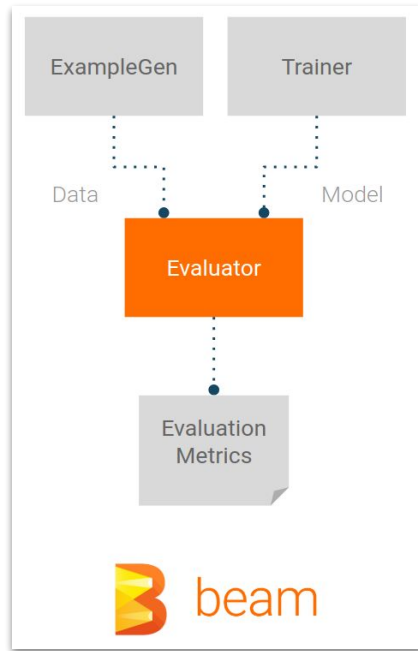 ExampleGen
Trainer
Data
Model
Evaluator
Evaluation
Metrics
beam